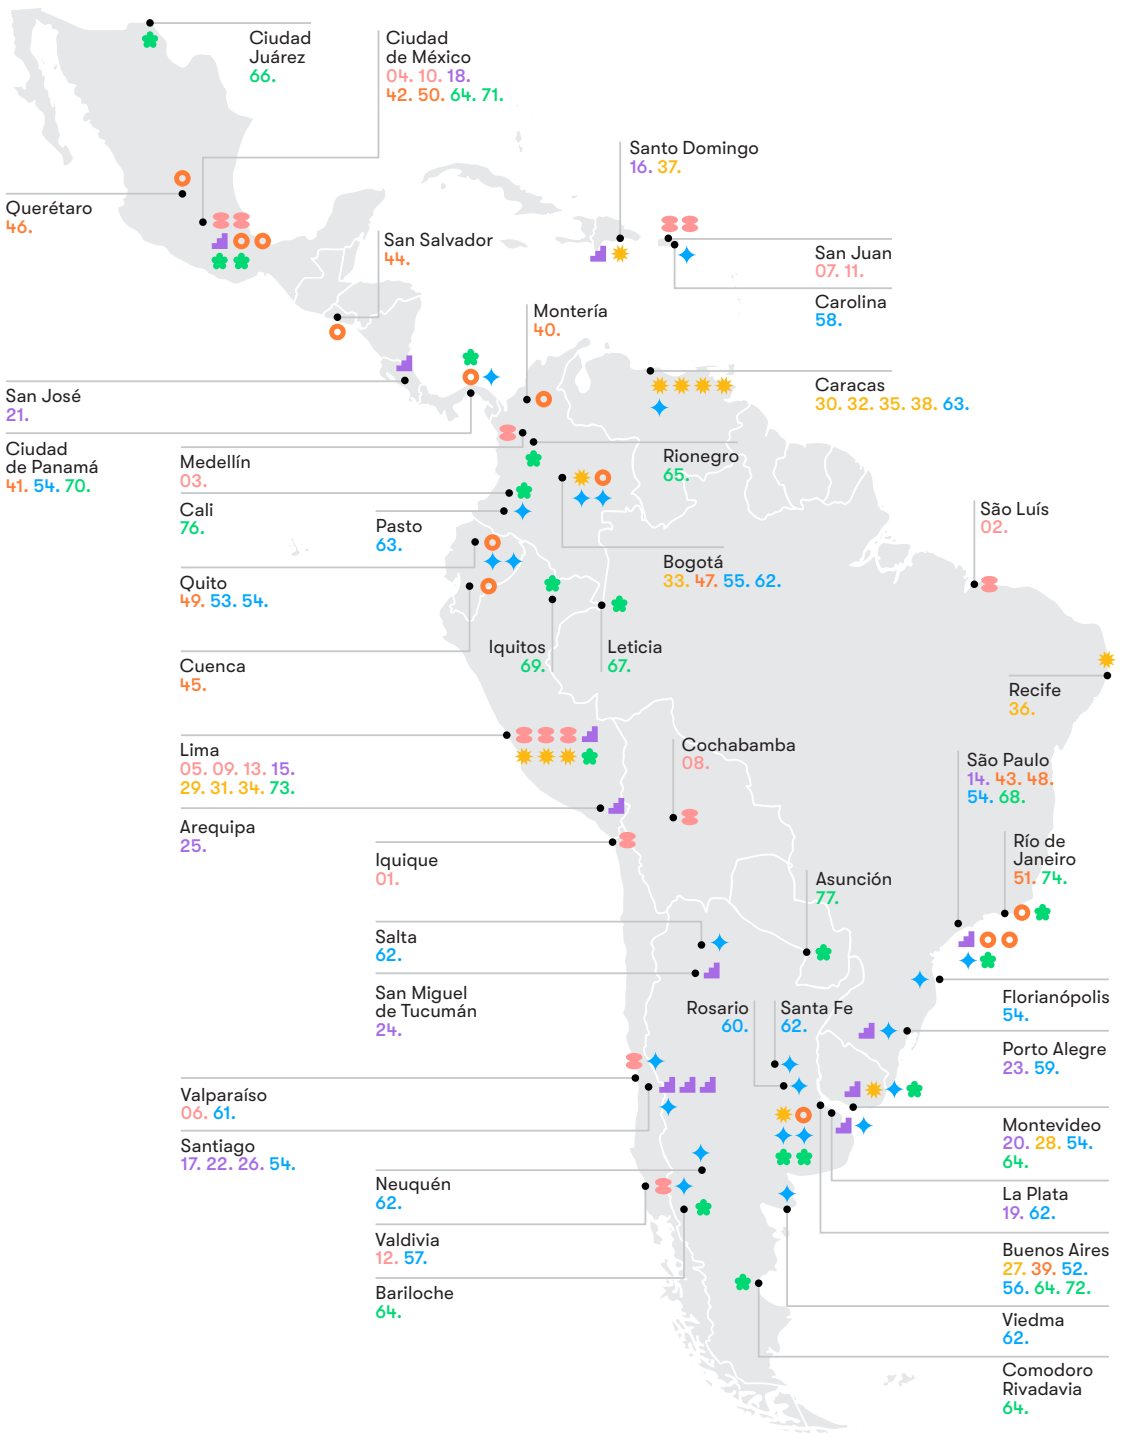 Ciudad
Juárez
66.
Ciudad
de México
04. 10. 18.
42. 50. 64. 71.
Santo Domingo
16. 37.
Querétaro
46.
San Salvador
44.
San Juan
07. 11.
Carolina
58.
Montería
40.
San José
21.
Caracas
30. 32. 35. 38. 63.
Ciudad
de Panamá
41. 54. 70.
Medellín
03.
Rionegro
65.
Cali
76.
Pasto
63.
São Luís
02.
Bogotá
33. 47. 55. 62.
Quito
49. 53. 54.
Iquitos
69.
Leticia
67.
Cuenca
45.
Recife
36.
Lima
05. 09. 13. 15.
29. 31. 34. 73.
Cochabamba
08.
São Paulo
14. 43. 48.
54. 68.
Arequipa
25.
Río de
Janeiro
51. 74.
Iquique
01.
Asunción
77.
Salta
62.
San Miguel
de Tucumán
24.
Rosario
60.
Santa Fe
62.
Florianópolis
54.
Porto Alegre
23. 59.
Valparaíso
06. 61.
Santiago
17. 22. 26. 54.
Montevideo
20. 28. 54.
64.
Neuquén
62.
La Plata
19. 62.
Valdivia
12. 57.
Buenos Aires
27. 39. 52.
56. 64. 72.
Bariloche
64.
Viedma
62.
Comodoro
Rivadavia
64.